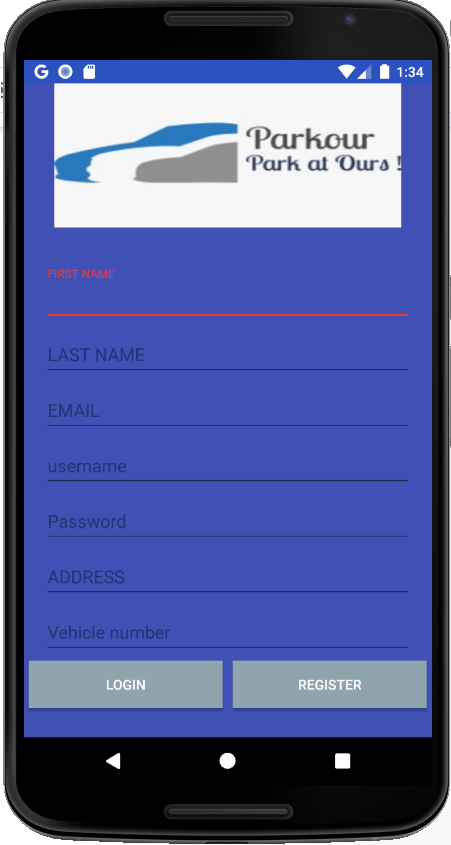 1:34
Parkour
Park at Ours !
FIRST NAME
LAST NAME
EMAIL
username
Password
ADDRESS
Vehicle number
LOGIN
REGISTER